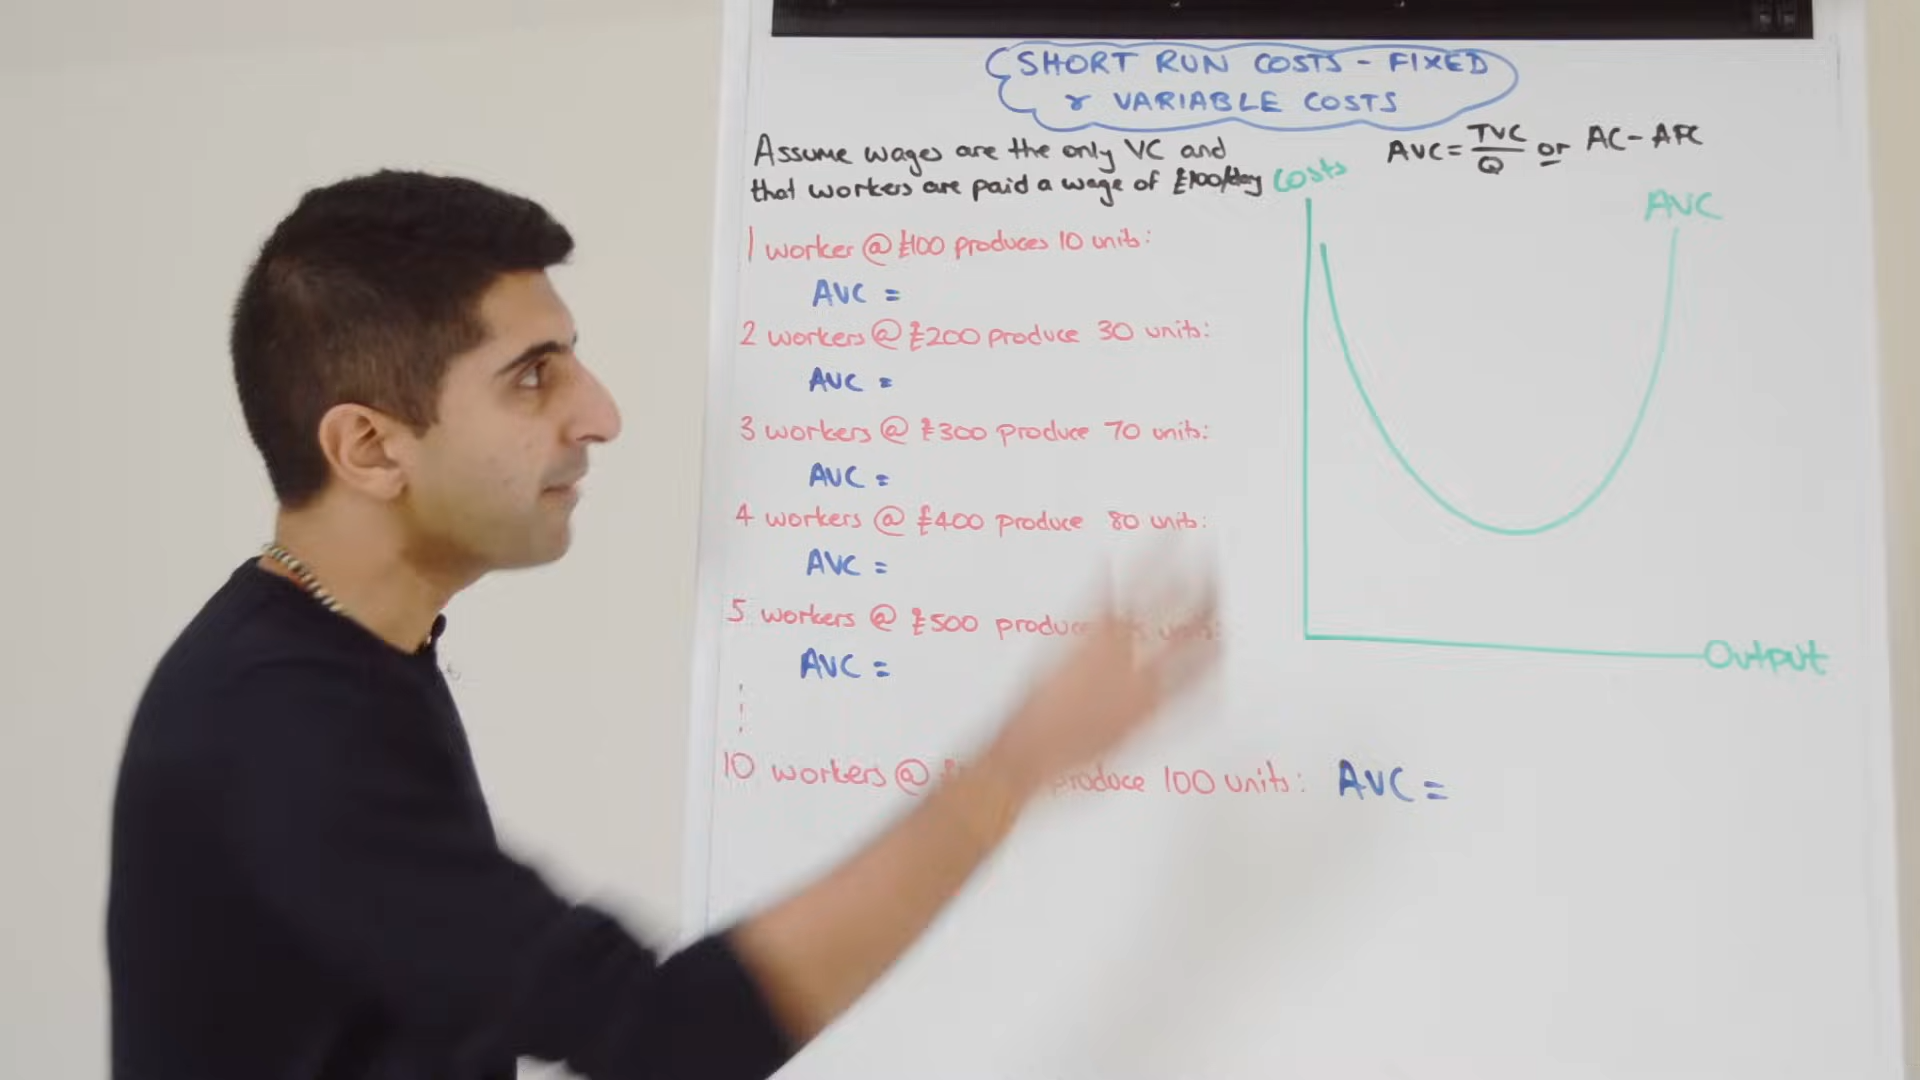 SHORT RUN COSTS - FIXED
& VARIABLE COSTS
Assume wages are the only VC and
that workers are paid a wage of £100/day
AVC = TVC/Q or AC - AFC
1 worker @ £100 produces 10 units:
AVC =
2 workers @ £200 produce 30 units:
AVC =
3 workers @ £300 produce 70 units:
AVC =
4 workers @ £400 produce 80 units:
AVC =
5 workers @ £500 produce units:
AVC =
10 workers @ produce 100 units: AVC =
Costs
AVC
Output